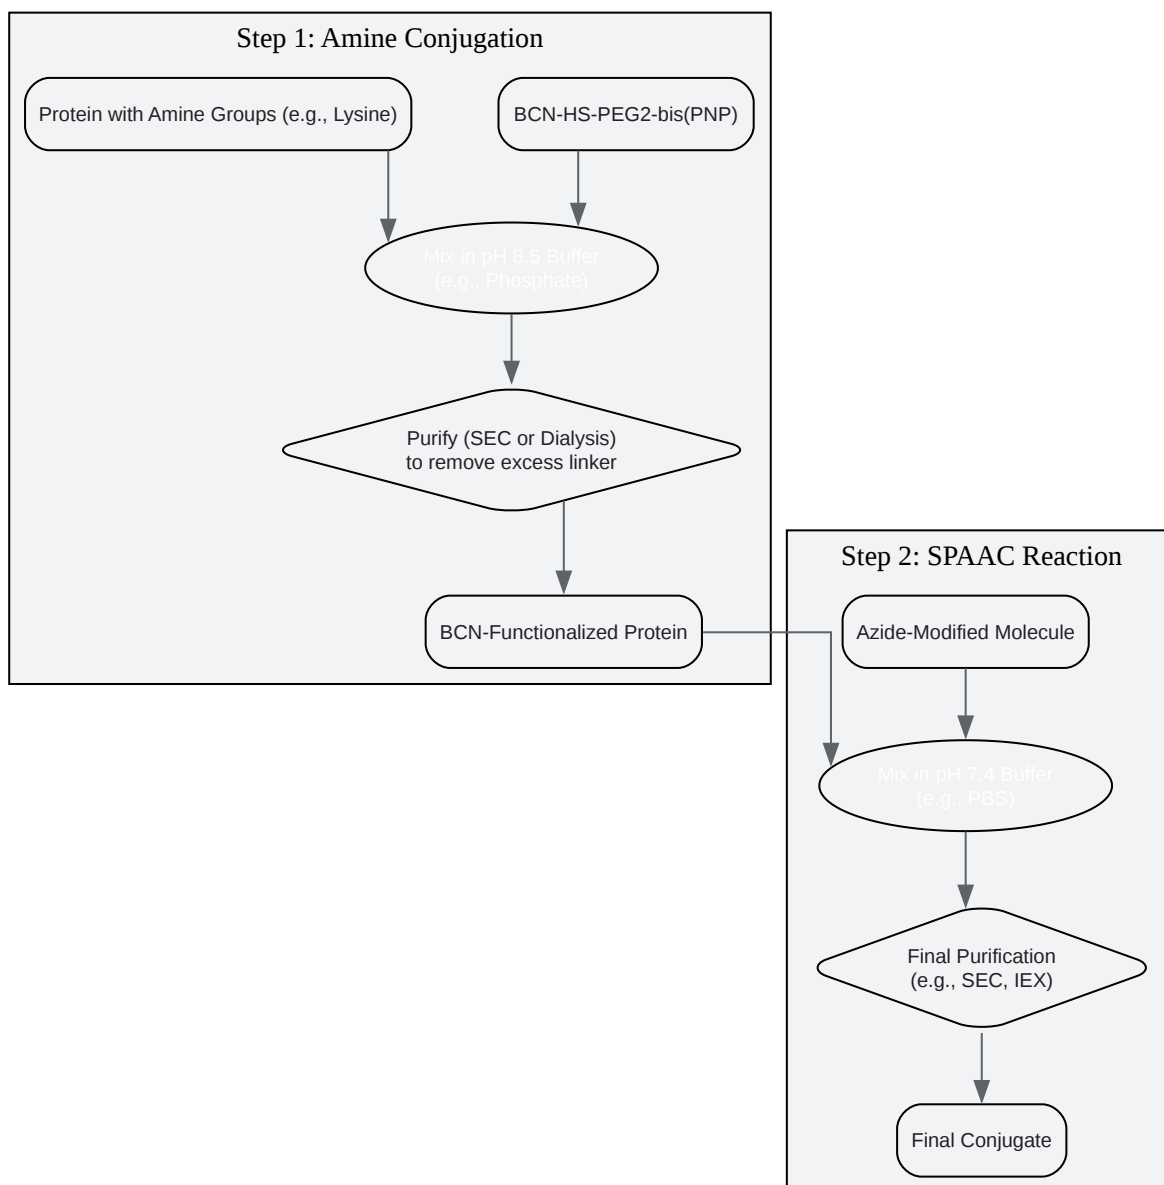 Step 1: Amine Conjugation
Protein with Amine Groups (e.g., Lysine)
BCN-HS-PEG2-bis(PNP)
Mix in pH 8.5 Buffer
(e.g., Phosphate)
Purify (SEC or Dialysis)
to remove excess linker
BCN-Functionalized Protein
Step 2: SPAAC Reaction
Azide-Modified Molecule
Mix in pH 7.4 Buffer
(e.g., PBS)
Final Purification
(e.g., SEC, IEX)
Final Conjugate